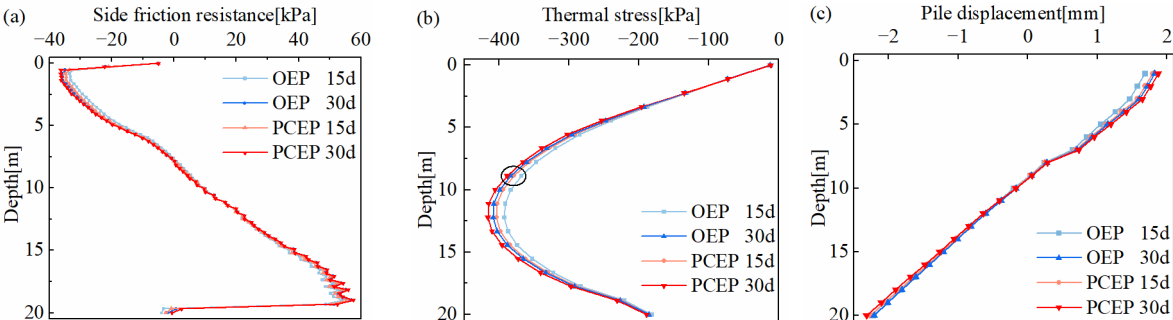 (a)
Side friction resistance[kPa]
−40 −20 0 20 40 60
0
5
10
15
20
Depth[m]
OEP 15d
OEP 30d
PCEP 15d
PCEP 30d
(b)
Thermal stress[kPa]
−400 −300 −200 −100 0
0
5
10
15
20
Depth[m]
OEP 15d
OEP 30d
PCEP 15d
PCEP 30d
(c)
Pile displacement[mm]
−2 −1 0 1 2
0
5
10
15
20
Depth[m]
OEP 15d
OEP 30d
PCEP 15d
PCEP 30d